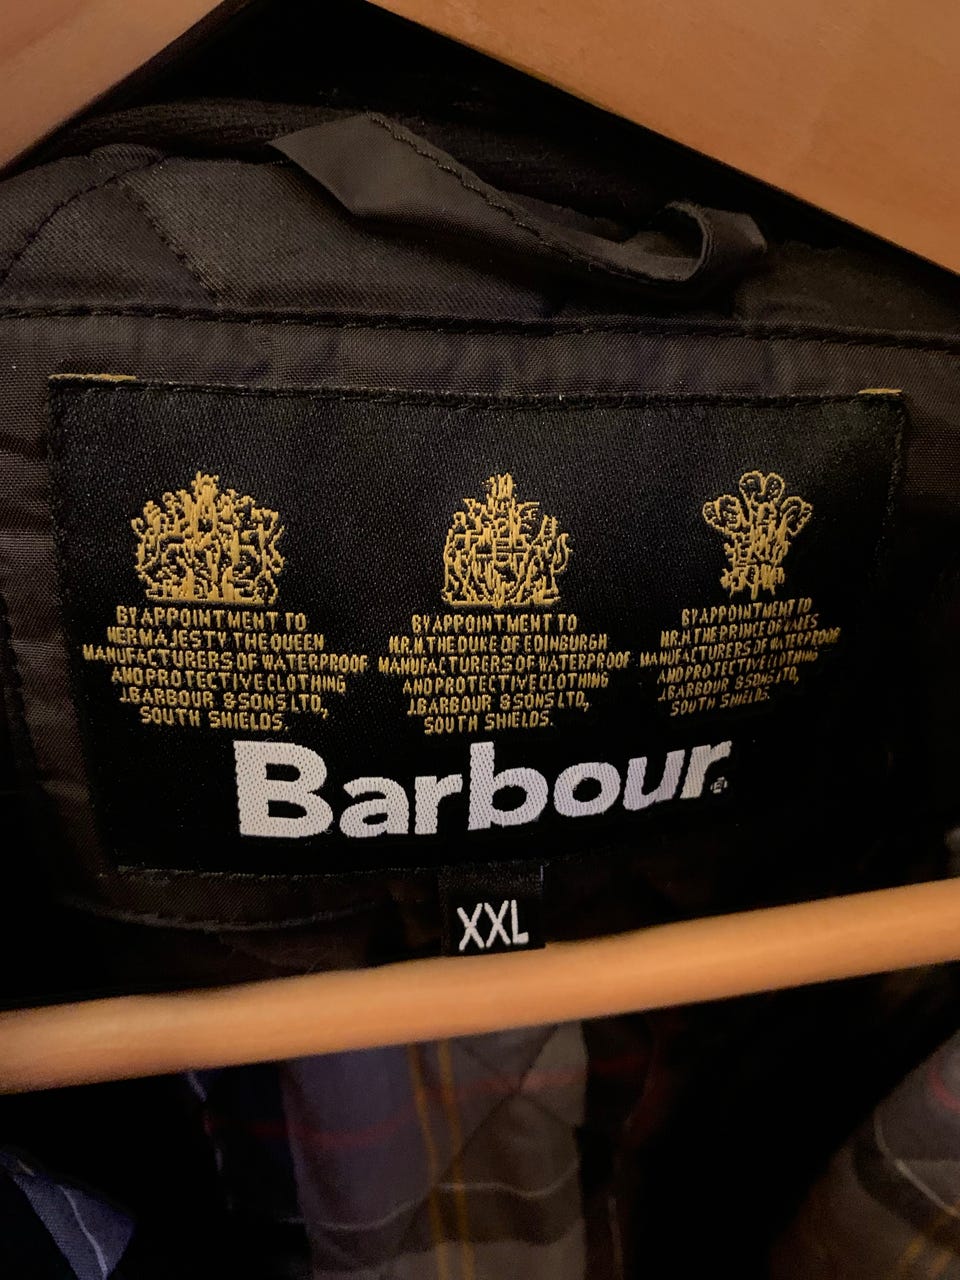 BY APPOINTMENT TO
HER MAJESTY THE QUEEN
MANUFACTURERS OF WATERPROOF
AND PROTECTIVE CLOTHING
J.BARBOUR & SONS LTD,
SOUTH SHIELDS.
BY APPOINTMENT TO
H.R.H. THE DUKE OF EDINBURGH
MANUFACTURERS OF WATERPROOF
AND PROTECTIVE CLOTHING
J.BARBOUR & SONS LTD,
SOUTH SHIELDS.
BY APPOINTMENT TO
H.R.H. THE PRINCE OF WALES
MANUFACTURERS OF WATERPROOF
AND PROTECTIVE CLOTHING
J.BARBOUR & SONS LTD,
SOUTH SHIELDS.
Barbour®
XXL